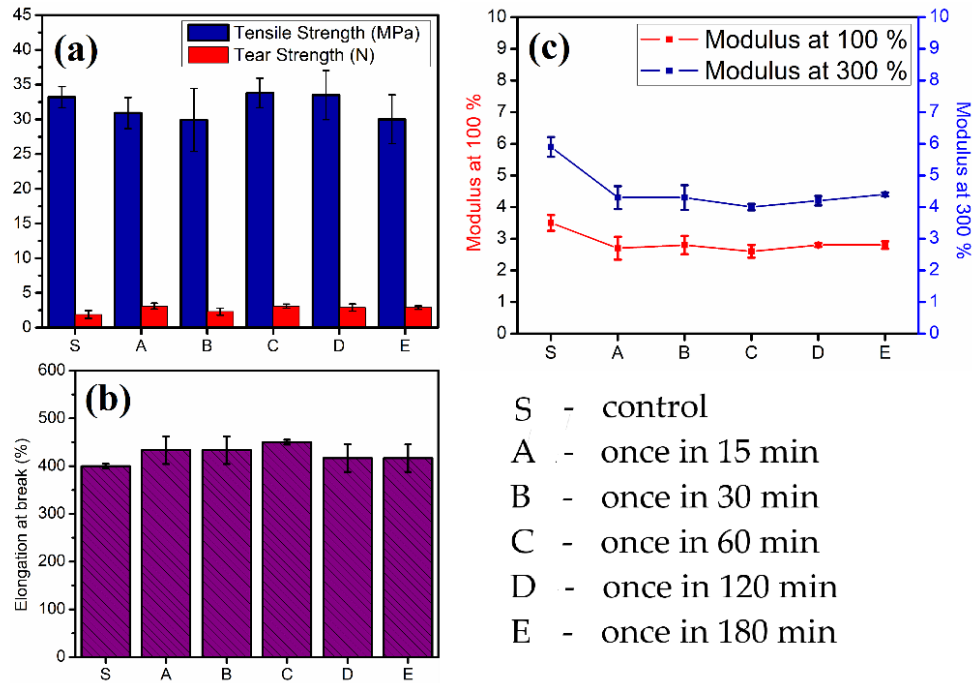 (a)
Tensile Strength (MPa)
Tear Strength (N)
45
40
35
30
25
20
15
10
5
0
S A B C D E
(b)
Elongation at break (%)
600
500
400
300
200
100
0
S A B C D E
(c)
Modulus at 100 %
Modulus at 300 %
Modulus at 100 %
10
9
8
7
6
5
4
3
2
1
0
S A B C D E
10
9
8
7
6
5
4
3
2
1
0
Modulus at 300 %
S - control
A - once in 15 min
B - once in 30 min
C - once in 60 min
D - once in 120 min
E - once in 180 min